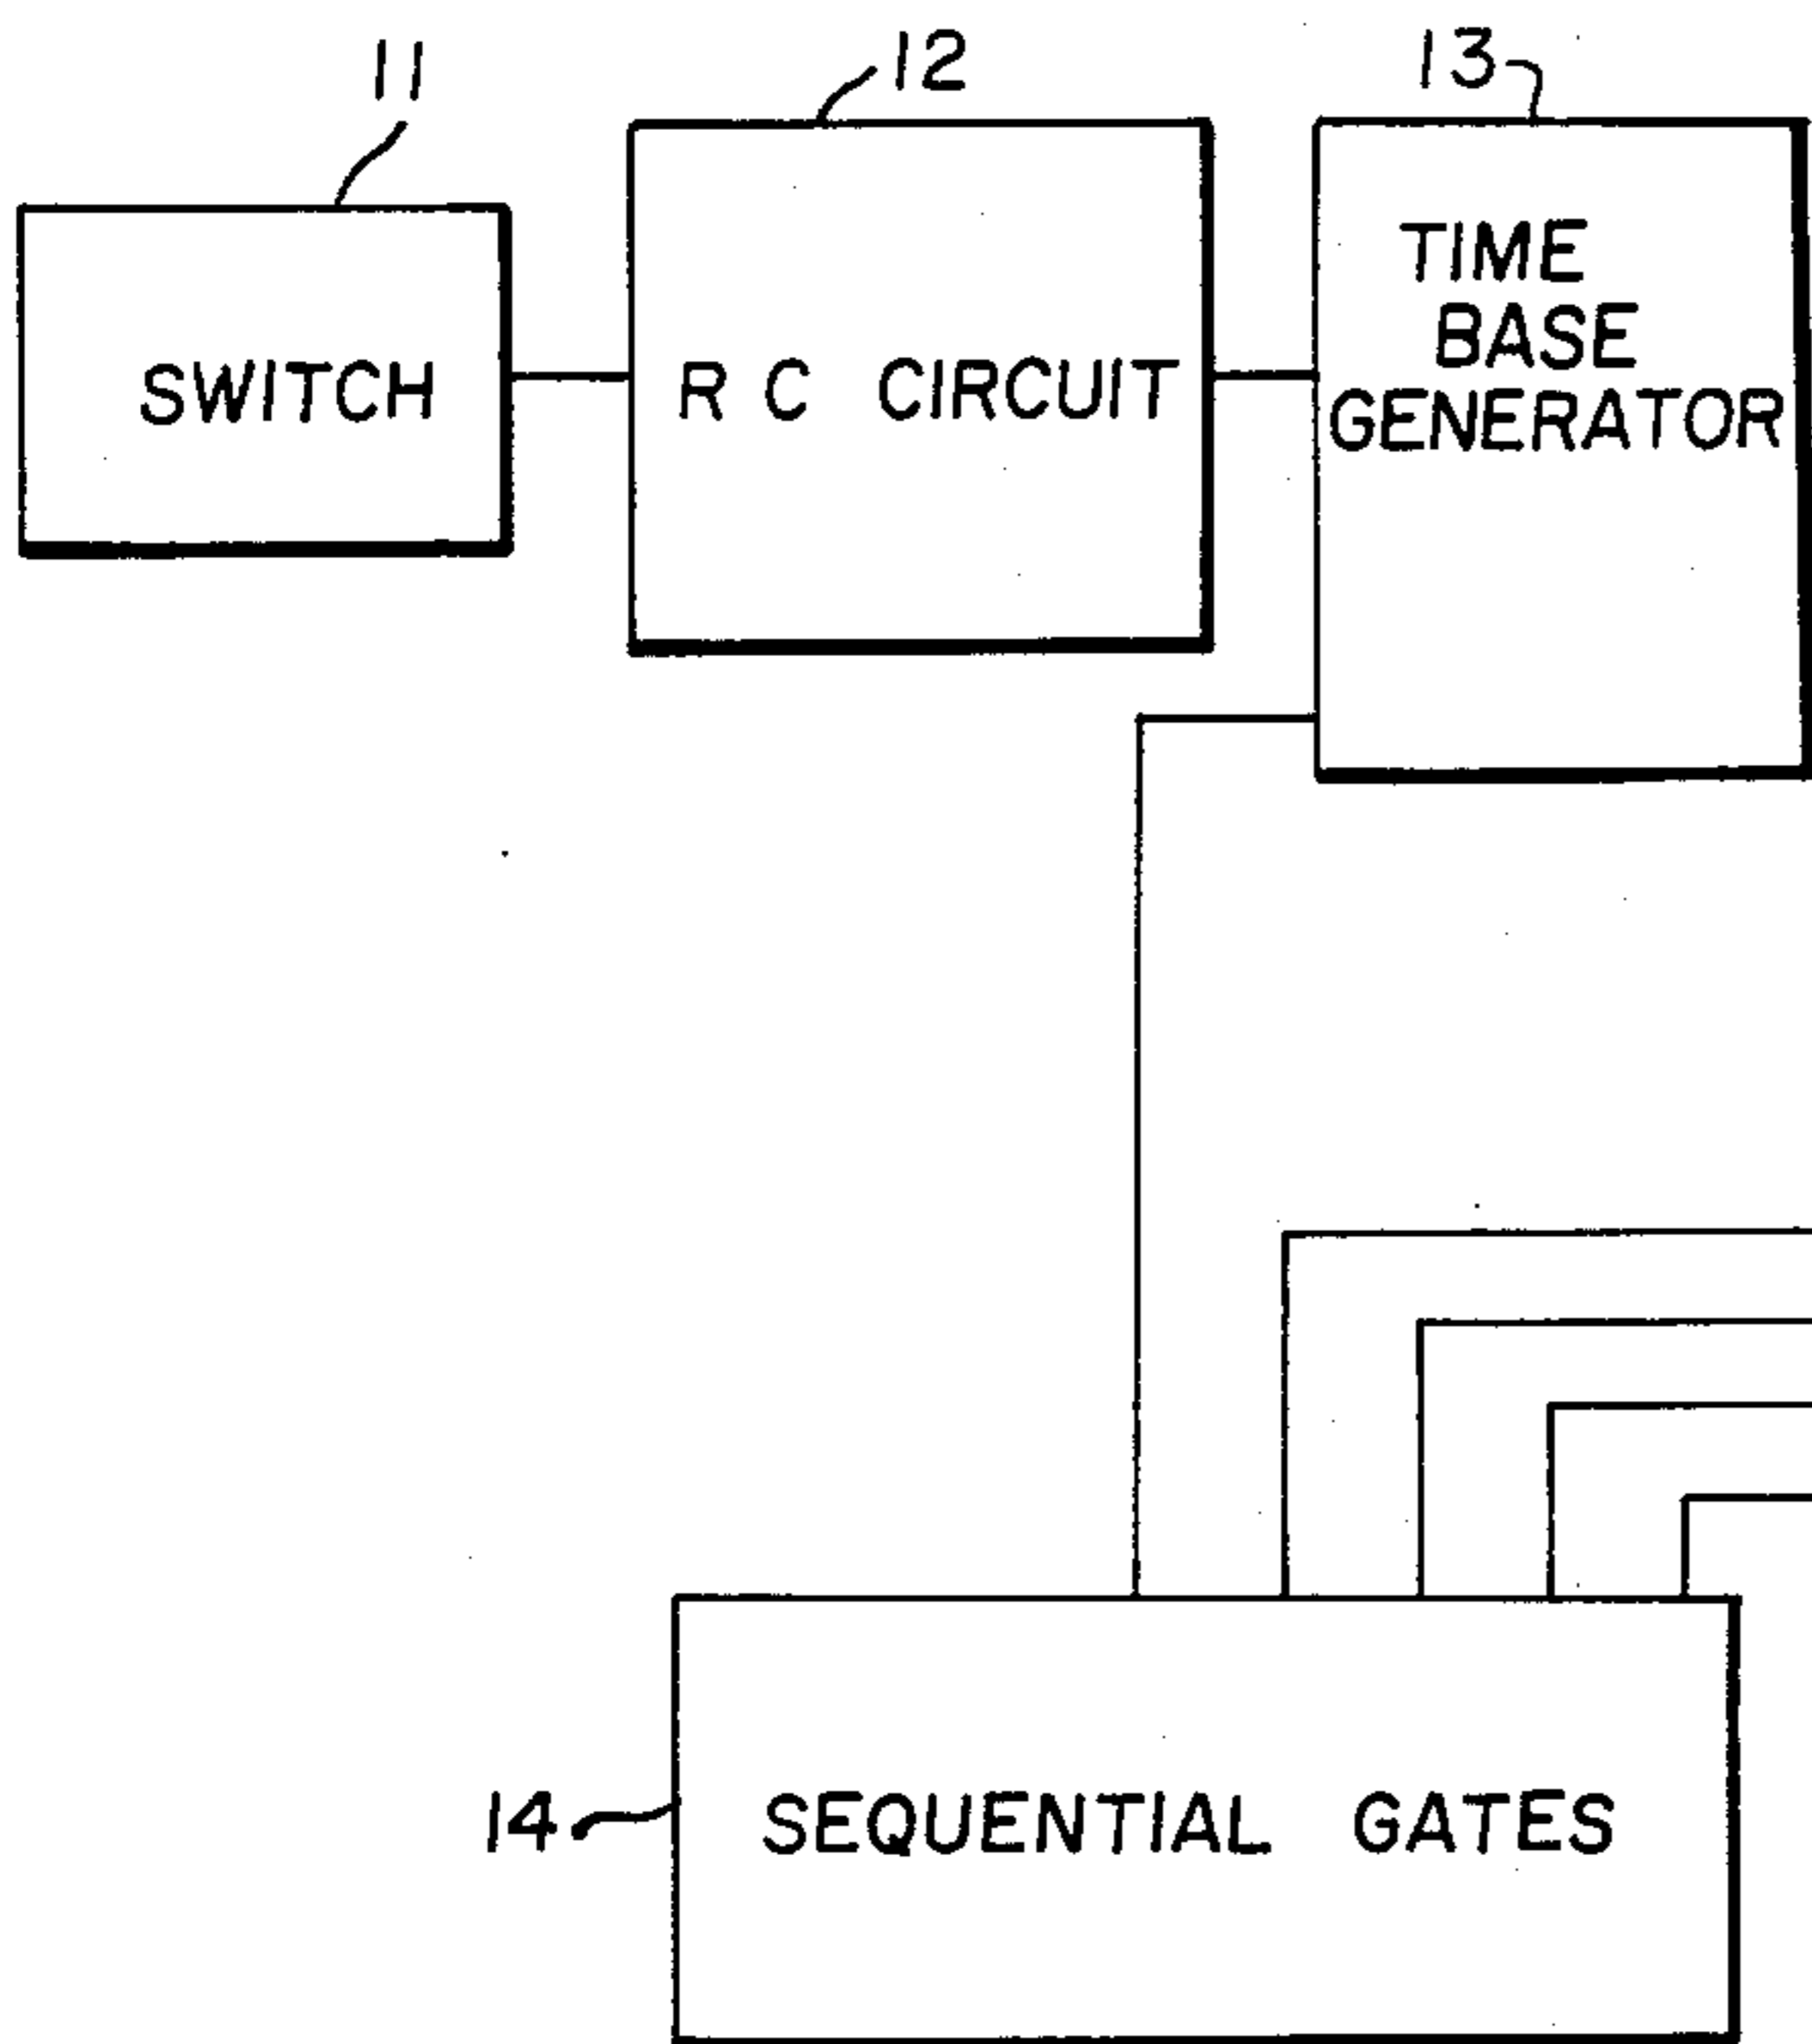 11
12
13
SWITCH
R C CIRCUIT
TIME
BASE
GENERATOR
14
SEQUENTIAL GATES